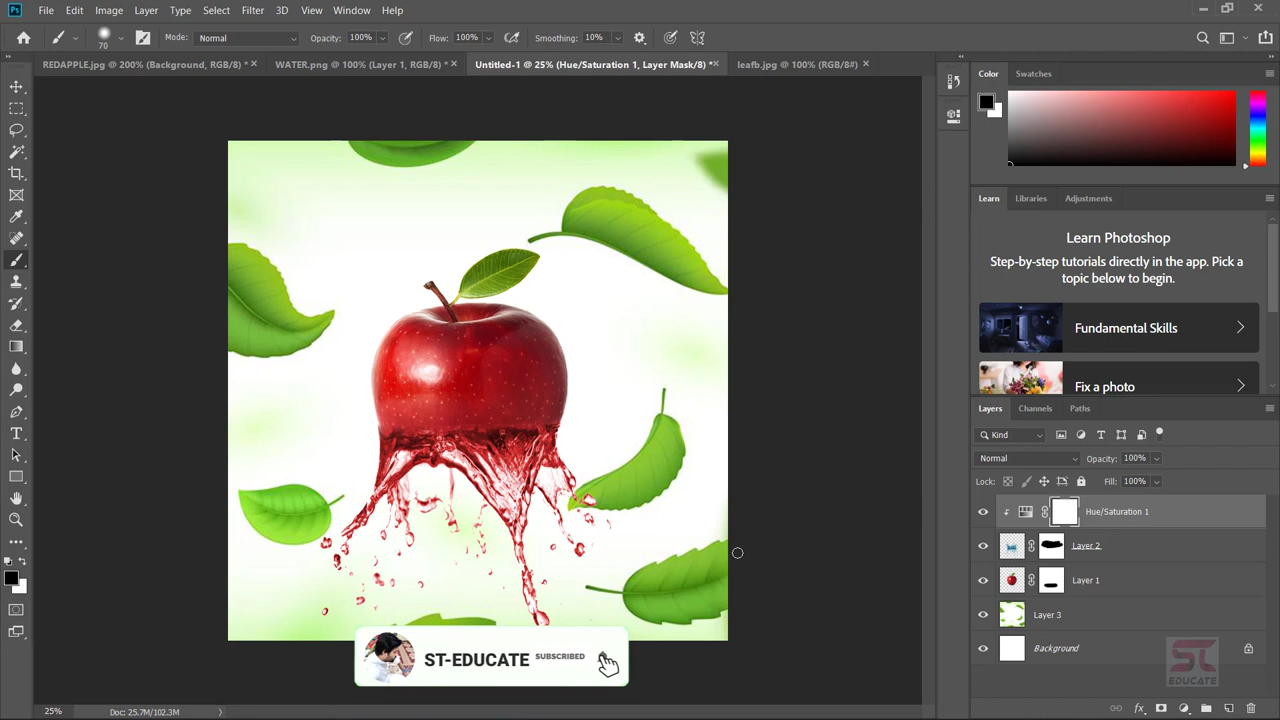 Ps File Edit Image Layer Type Select Filter 3D View Window Help
70 Mode: Normal Opacity: 100% Flow: 100% Smoothing: 10%
REDAPPLE.jpg @ 200% (Background, RGB/8) * WATER.png @ 100% (Layer 1, RGB/8) * Untitled-1 @ 25% (Hue/Saturation 1, Layer Mask/8) * leafb.jpg @ 100% (RGB/8#)
Color Swatches
Learn Libraries Adjustments
Learn Photoshop
Step-by-step tutorials directly in the app. Pick a
topic below to begin.
Fundamental Skills
Fix a photo
Layers Channels Paths
Kind
Normal Opacity: 100%
Lock: Fill: 100%
Hue/Saturation 1
Layer 2
Layer 1
Layer 3
Background
ST-EDUCATE SUBSCRIBED
ST
EDUCATE
25% Doc: 25.7M/102.3M